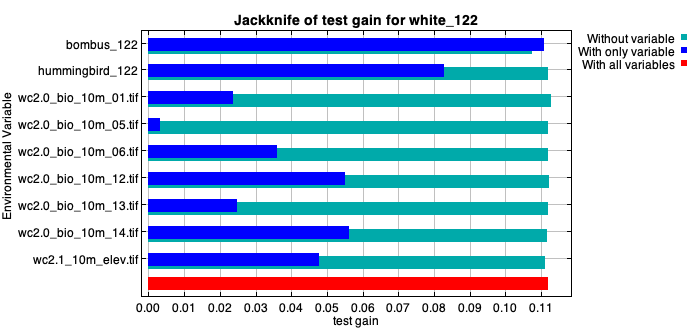 Jackknife of test gain for white_122
Without variable
With only variable
With all variables
Environmental Variable
bombus_122
hummingbird_122
wc2.0_bio_10m_01.tif
wc2.0_bio_10m_05.tif
wc2.0_bio_10m_06.tif
wc2.0_bio_10m_12.tif
wc2.0_bio_10m_13.tif
wc2.0_bio_10m_14.tif
wc2.1_10m_elev.tif
0.00 0.01 0.02 0.03 0.04 0.05 0.06 0.07 0.08 0.09 0.10 0.11
test gain